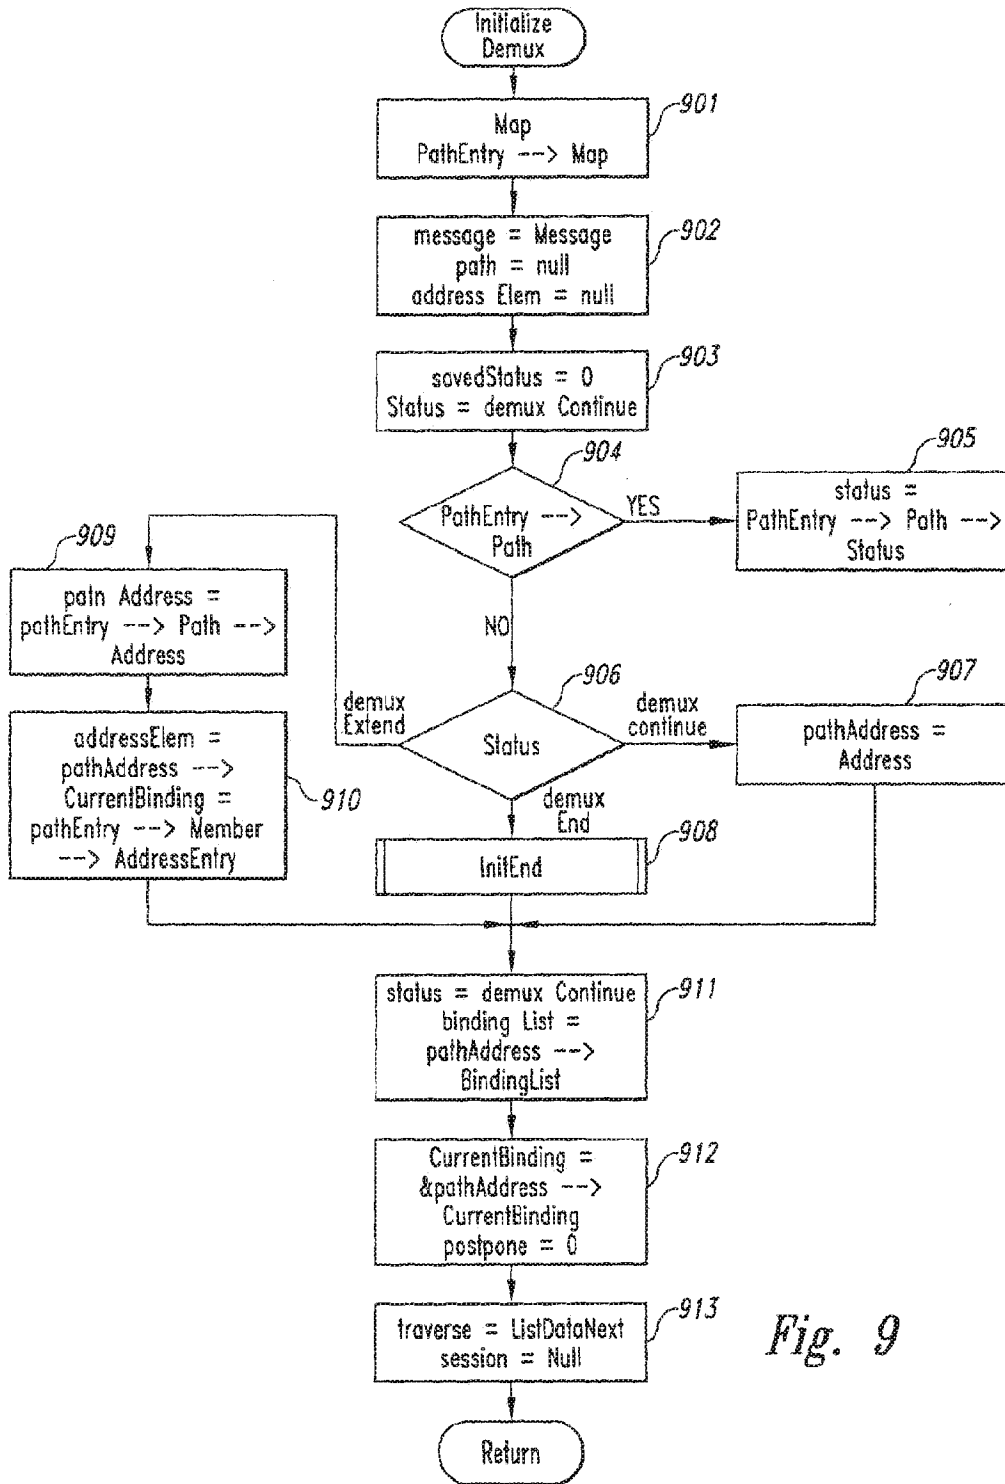 Initialize
Demux
901
Map
PathEntry --> Map
902
message = Message
path = null
address Elem = null
903
savedStatus = 0
Status = demux Continue
904
PathEntry -->
Path
YES
905
status =
PathEntry --> Path -->
Status
NO
909
patn Address =
pathEntry --> Path -->
Address
906
demux
Extend
Status
demux
continue
907
pathAddress =
Address
910
addressElem =
pathAddress -->
CurrentBinding =
pathEntry --> Member
--> AddressEntry
demux
End
908
InitEnd
911
status = demux Continue
binding List =
pathAddress -->
BindingList
912
CurrentBinding =
&pathAddress -->
CurrentBinding
postpone = 0
913
traverse = ListDataNext
session = Null
Return
Fig. 9